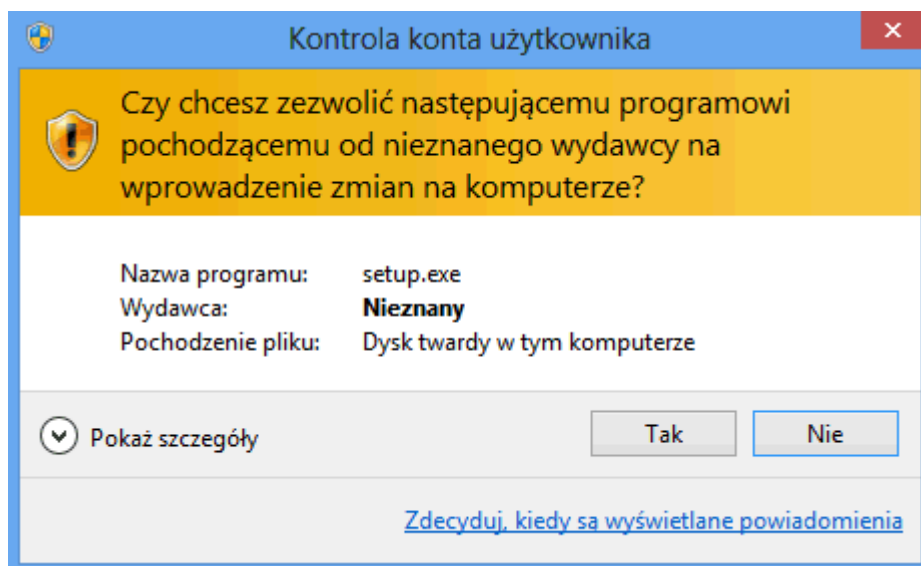 Kontrola konta użytkownika
Czy chcesz zezwolić następującemu programowi
pochodzącemu od nieznanego wydawcy na
wprowadzenie zmian na komputerze?
Nazwa programu: setup.exe
Wydawca: Nieznany
Pochodzenie pliku: Dysk twardy w tym komputerze
Pokaż szczegóły Tak Nie
Zdecyduj, kiedy są wyświetlane powiadomienia